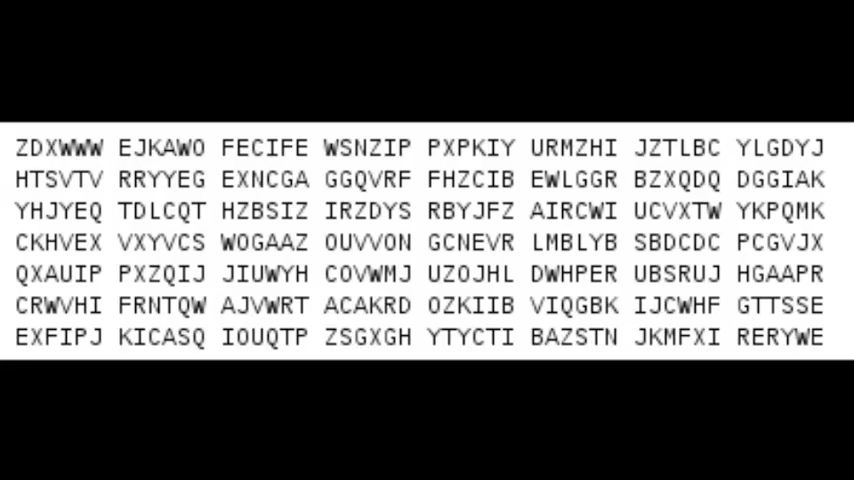 ZDXWWW EJKAWO FECIFE WSNZIP PXPKIY URMZHI JZTLBC YLGDYJ
HTSVTV RRYYEG EXNCGA GGQVRF FHZCIB EWLGGR BZXQDQ DGGIAK
YHJYEQ TDLCQT HZBSIZ IRZDYS RBYJFZ AIRCWI UCVXTW YKPQMK
CKHVEX VXYVCS WOGAAZ OUVVON GCNEVR LMBLYB SBDCDC PCGVJX
QXAUIP PXZQIJ JIUWYH COVWMJ UZOJHL DWHPER UBSRUJ HGAAPR
CRWVHI FRNTQW AJVWRT ACAKRD OZKIIB VIQGBK IJCWHF GTTSSE
EXFIPJ KICASQ IOUQTP ZSGXGH YTYCTI BAZSTN JKMFXI RERYWE